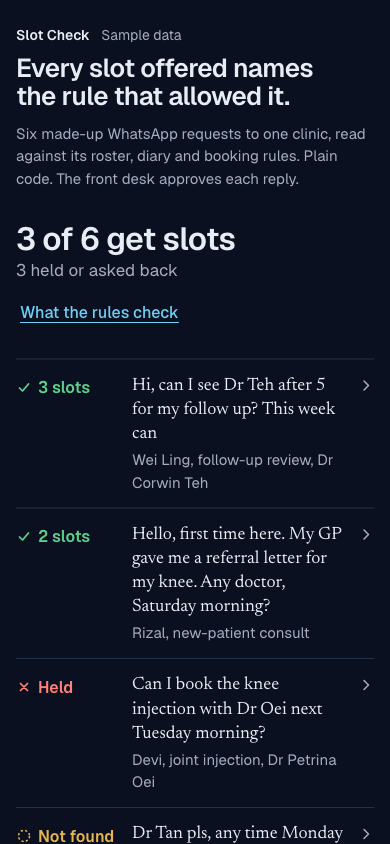 Slot Check Sample data
Every slot offered names
the rule that allowed it.
Six made-up WhatsApp requests to one clinic, read
against its roster, diary and booking rules. Plain
code. The front desk approves each reply.
3 of 6 get slots
3 held or asked back
What the rules check
3 slots
Hi, can I see Dr Teh after 5
for my follow up? This week
can
Wei Ling, follow-up review, Dr
Corwin Teh
2 slots
Hello, first time here. My GP
gave me a referral letter for
my knee. Any doctor,
Saturday morning?
Rizal, new-patient consult
Held
Can I book the knee
injection with Dr Oei next
Tuesday morning?
Devi, joint injection, Dr Petrina
Oei
Not found
Dr Tan pls, any time Monday